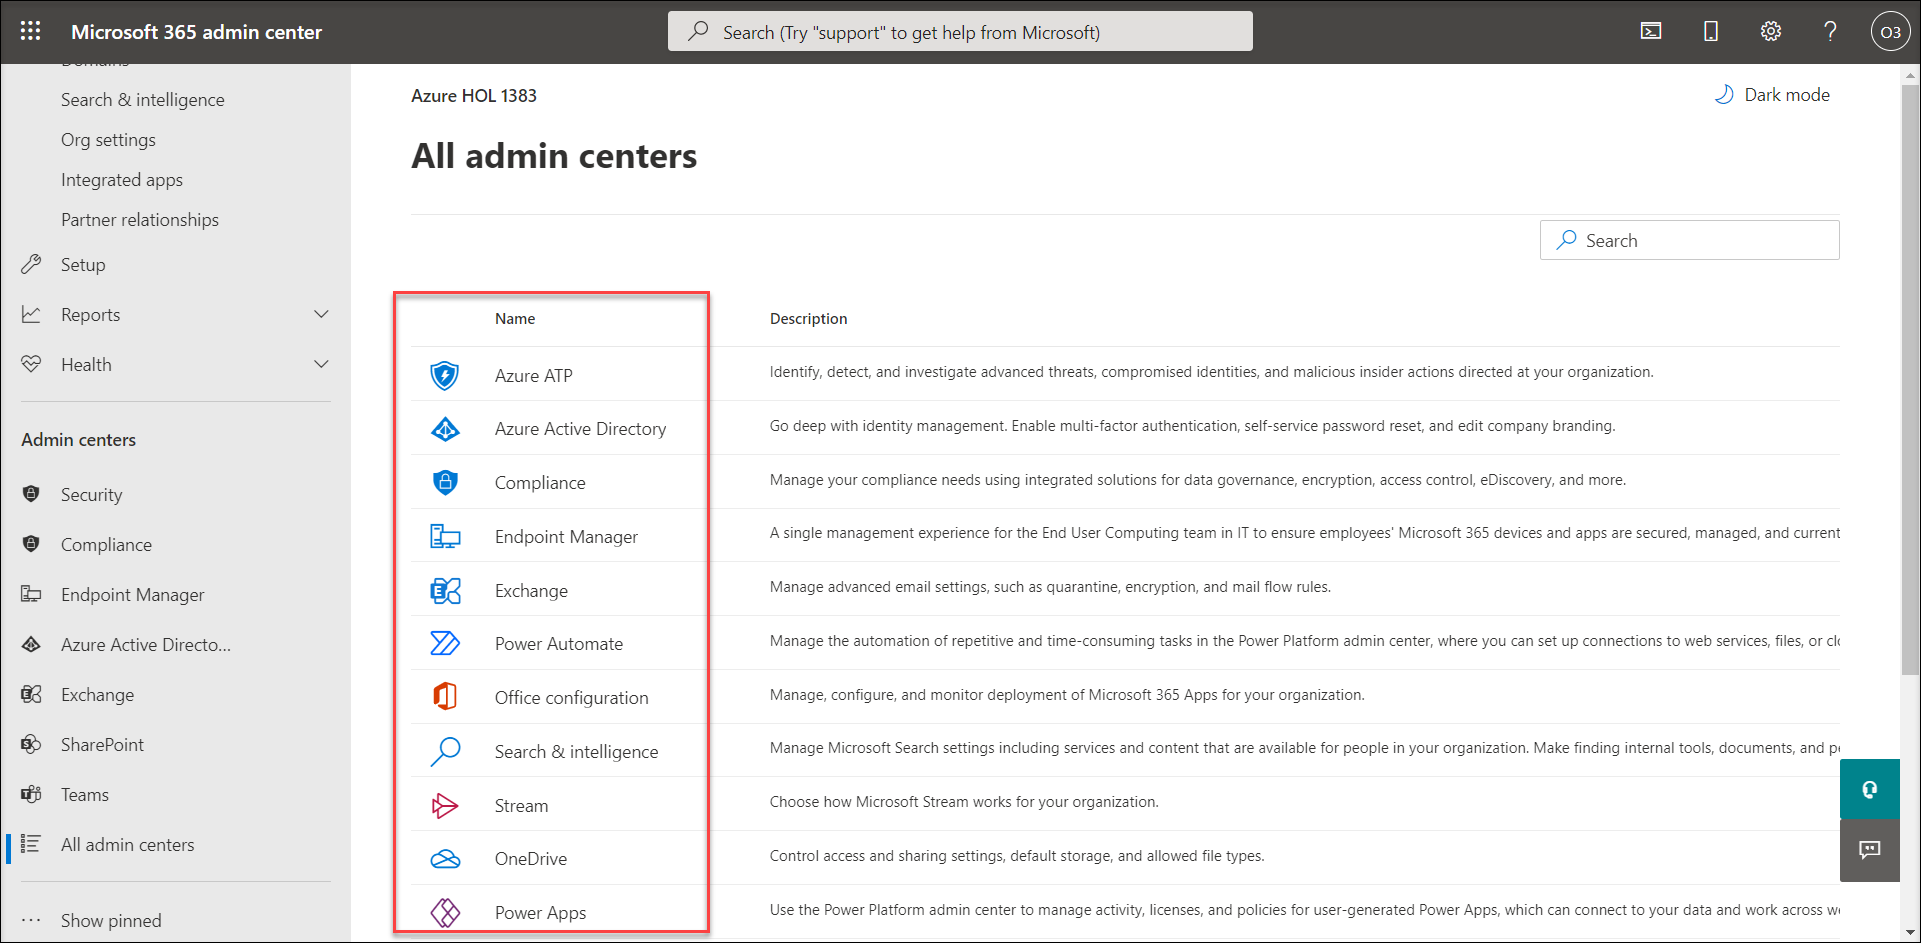 Microsoft 365 admin center
Search (Try "support" to get help from Microsoft)
O3
Domains
Search & intelligence
Org settings
Integrated apps
Partner relationships
Setup
Reports
Health
Admin centers
Security
Compliance
Endpoint Manager
Azure Active Directo...
Exchange
SharePoint
Teams
All admin centers
Show pinned
Azure HOL 1383
Dark mode
All admin centers
Search
Name Description
Azure ATP Identify, detect, and investigate advanced threats, compromised identities, and malicious insider actions directed at your organization.
Azure Active Directory Go deep with identity management. Enable multi-factor authentication, self-service password reset, and edit company branding.
Compliance Manage your compliance needs using integrated solutions for data governance, encryption, access control, eDiscovery, and more.
Endpoint Manager A single management experience for the End User Computing team in IT to ensure employees' Microsoft 365 devices and apps are secured, managed, and current
Exchange Manage advanced email settings, such as quarantine, encryption, and mail flow rules.
Power Automate Manage the automation of repetitive and time-consuming tasks in the Power Platform admin center, where you can set up connections to web services, files, or
Office configuration Manage, configure, and monitor deployment of Microsoft 365 Apps for your organization.
Search & intelligence Manage Microsoft Search settings including services and content that are available for people in your organization. Make finding internal tools, documents, and
Stream Choose how Microsoft Stream works for your organization.
OneDrive Control access and sharing settings, default storage, and allowed file types.
Power Apps Use the Power Platform admin center to manage activity, licenses, and policies for user-generated Power Apps, which can connect to your data and work across